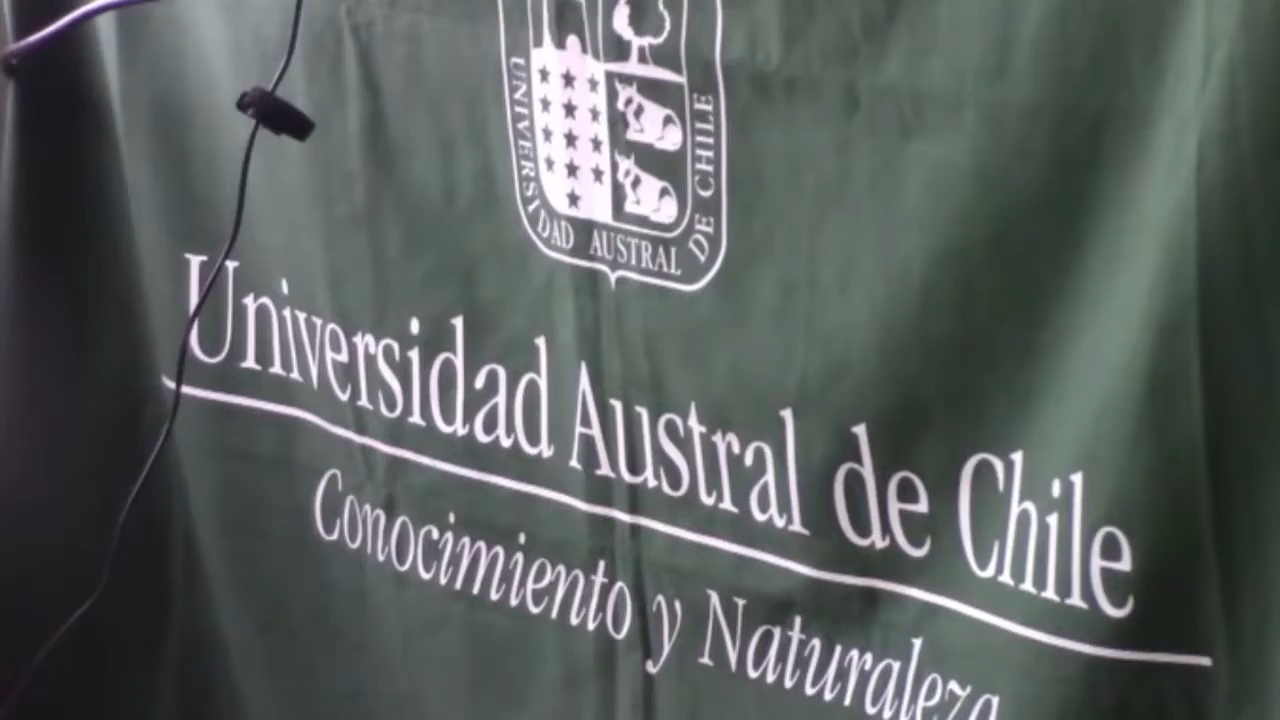 UNIVERSIDAD AUSTRAL DE CHILE
Universidad Austral de Chile
Conocimiento y Naturaleza